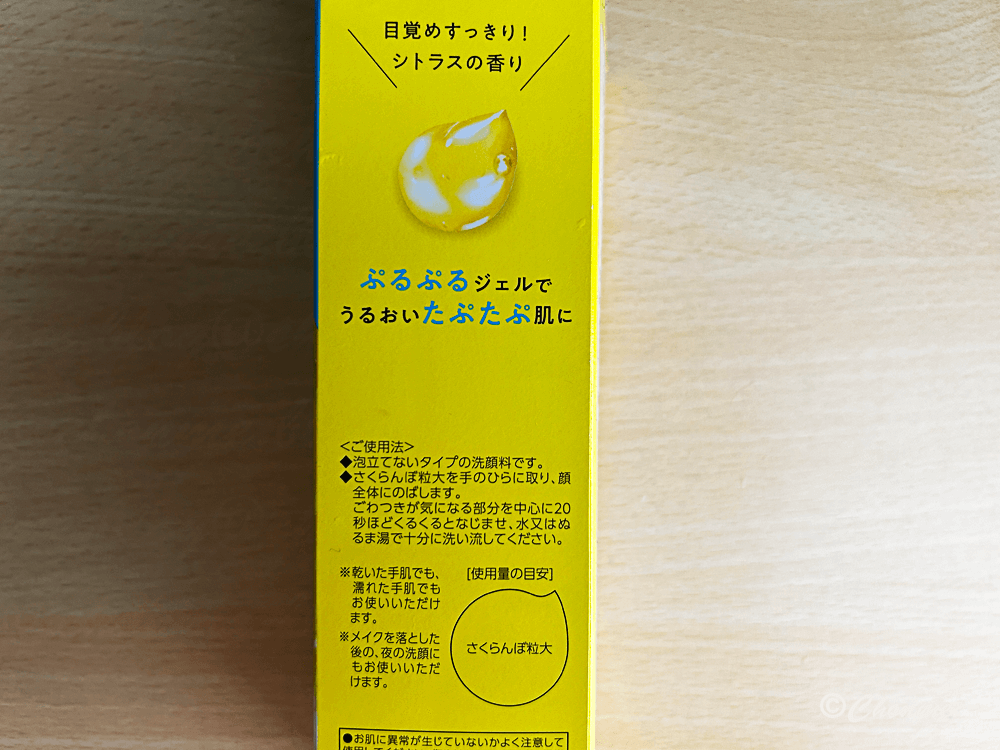 目覚めすっきり!
シトラスの香り
ぷるぷるジェルで
うるおいたぷたぷ肌に
<ご使用法>
◆泡立てないタイプの洗顔料です。
◆さくらんぼ粒大を手のひらに取り、顔
全体にのばします。
ごわつきが気になる部分を中心に20
秒ほどくるくるとなじませ、水又はぬ
るま湯で十分に洗い流してください。
※乾いた手肌でも、
濡れた手肌でも
お使いいただけ
ます。
※メイクを落とした
後の、夜の洗顔に
もお使いいただ
けます。
[使用量の目安]
さくらんぼ粒大
●お肌に異常が生じていないかよく注意して